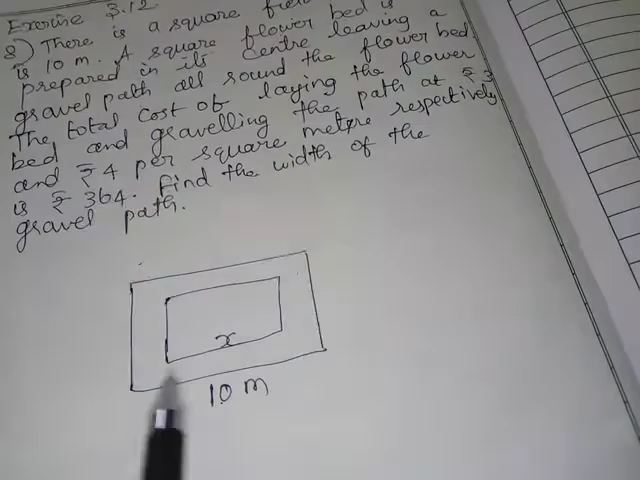 Exercise 3.12
8) There is a square field
is 10 m. A square flower bed is
prepared in its centre leaving a
gravel path all round the flower bed
The total cost of laying the flower
bed and gravelling the path at ₹ 3
and ₹ 4 per square metre respectively
is ₹ 364. Find the width of the
gravel path.
x
10 m